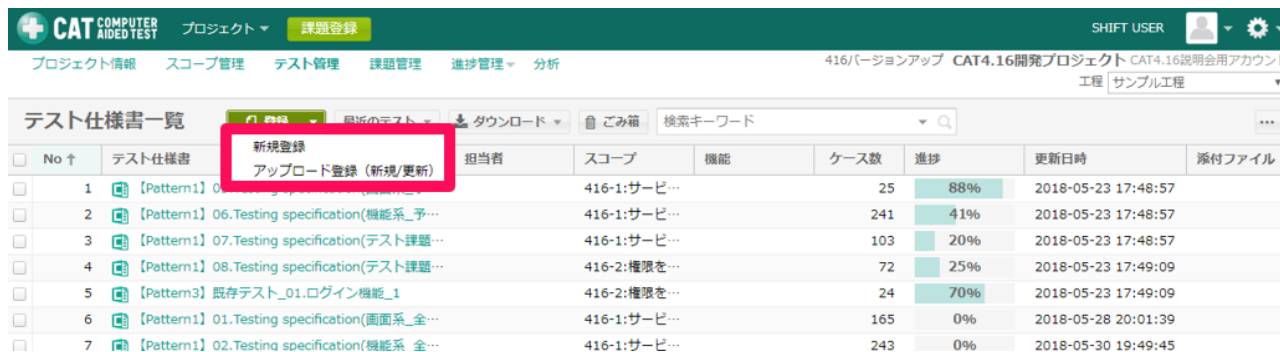 CAT COMPUTER AIDED TEST プロジェクト 課題登録 SHIFT USER
プロジェクト情報 スコープ管理 テスト管理 課題管理 進捗管理 分析 416バージョンアップ CAT4.16開発プロジェクト CAT4.16説明会用アカウント
工程 サンプル工程
テスト仕様書一覧 登録 最近のテスト ダウンロード ごみ箱 検索キーワード ...
新規登録
アップロード登録（新規/更新）
No↑ テスト仕様書 担当者 スコープ 機能 ケース数 進捗 更新日時 添付ファイル
1 【Pattern1】 416-1:サービ… 25 88% 2018-05-23 17:48:57
2 【Pattern1】06.Testing specification(機能系_予… 416-1:サービ… 241 41% 2018-05-23 17:48:57
3 【Pattern1】07.Testing specification(テスト課題… 416-1:サービ… 103 20% 2018-05-23 17:48:57
4 【Pattern1】08.Testing specification(テスト課題… 416-2:権限を… 72 25% 2018-05-23 17:49:09
5 【Pattern3】既存テスト_01.ログイン機能_1 416-2:権限を… 24 70% 2018-05-23 17:49:09
6 【Pattern1】01.Testing specification(画面系_全… 416-1:サービ… 165 0% 2018-05-28 20:01:39
7 【Pattern1】02.Testing specification(機能系_全… 416-1:サービ… 243 0% 2018-05-30 19:49:45